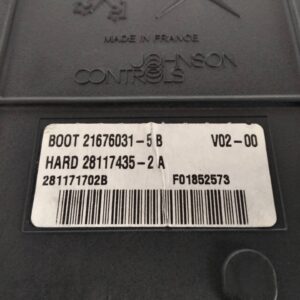 MADE IN FRANCE
JOHNSON
CONTROLS
BOOT 21676031-5 B V02-00
HARD 28117435-2 A
281171702B F01852573